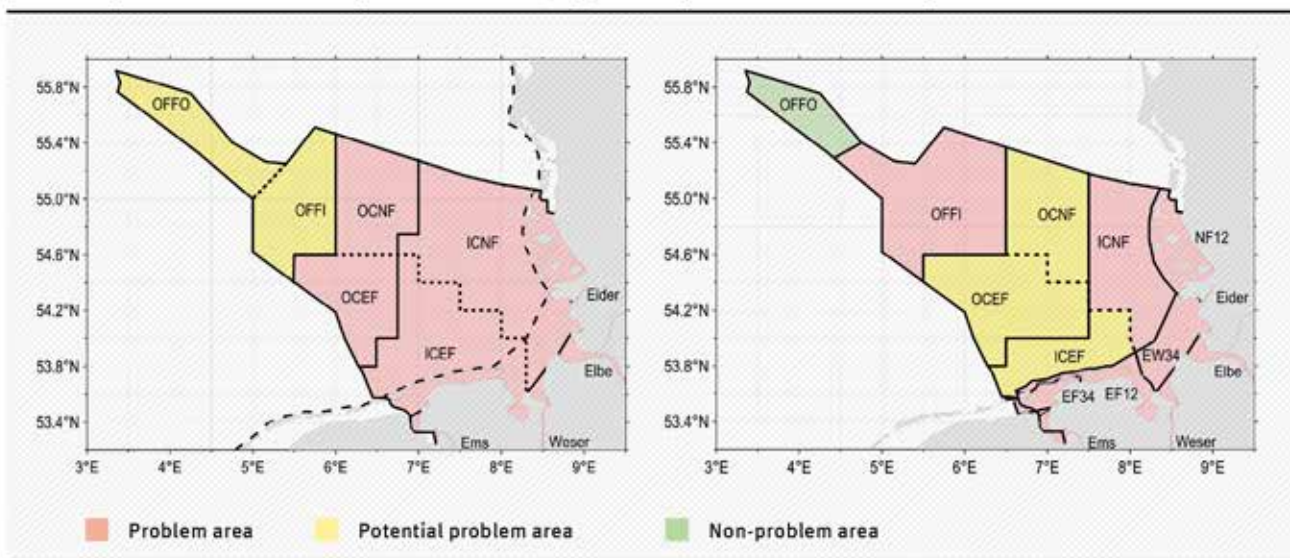 55.8°N
55.4°N
55.0°N
54.6°N
54.2°N
53.8°N
53.4°N
3°E 4°E 5°E 6°E 7°E 8°E 9°E
OFFO
OFFI
OCNF
ICNF
OCEF
ICEF
Eider
Elbe
Ems
Weser
55.8°N
55.4°N
55.0°N
54.6°N
54.2°N
53.8°N
53.4°N
3°E 4°E 5°E 6°E 7°E 8°E 9°E
OFFO
OFFI
OCNF
ICNF
NF12
OCEF
Eider
ICEF
EW34
Elbe
EF34
EF12
Ems
Weser
Problem area
Potential problem area
Non-problem area